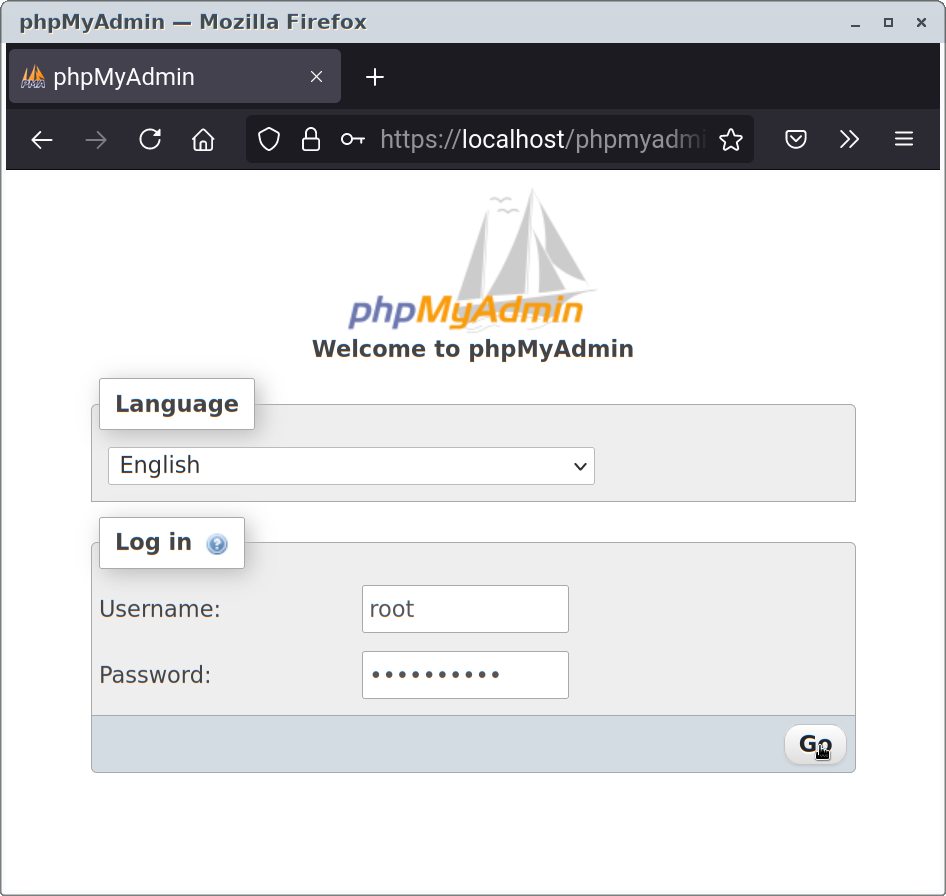 phpMyAdmin — Mozilla Firefox
phpMyAdmin
https://localhost/phpmyadmi
phpMyAdmin
Welcome to phpMyAdmin
Language
English
Log in
Username:
root
Password:
••••••••••
Go